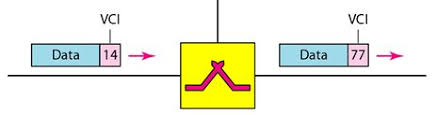 VCI
VCI
Data 14
Data 77